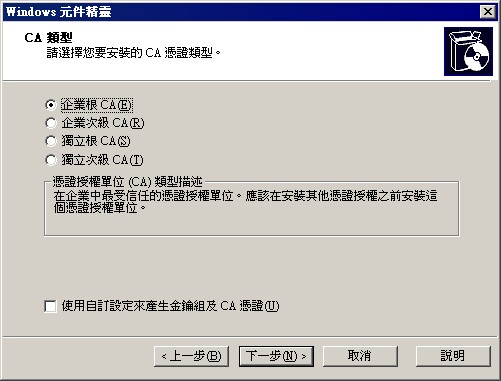 Windows 元件精靈
CA 類型
請選擇您要安裝的 CA 憑證類型。
企業根 CA(E)
企業次級 CA(R)
獨立根 CA(S)
獨立次級 CA(T)
憑證授權單位 (CA) 類型描述
在企業中最受信任的憑證授權單位。應該在安裝其他憑證授權之前安裝這
個憑證授權單位。
使用自訂設定來產生金鑰組及 CA 憑證(U)
< 上一步(B) 下一步(N) > 取消 說明